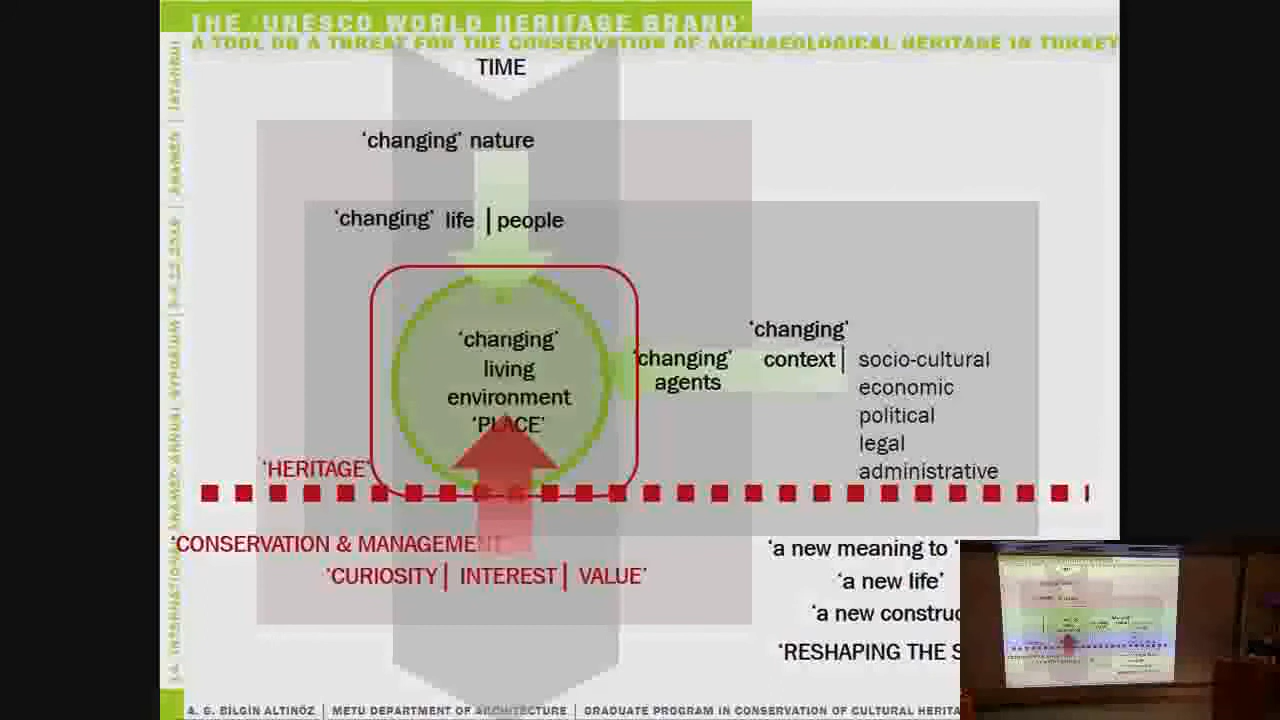 THE 'UNESCO WORLD HERITAGE BRAND'
A TOOL OR A THREAT FOR THE CONSERVATION OF ARCHAEOLOGICAL HERITAGE IN TURKEY
TIME
'changing' nature
'changing' life | people
'changing'
living
environment
'PLACE'
'changing'
agents
'changing'
context |
socio-cultural
economic
political
legal
administrative
'HERITAGE'
'CONSERVATION & MANAGEMENT
'CURIOSITY | INTEREST | VALUE'
'a new meaning to '
'a new life'
'a new construc
'RESHAPING THE S
A. G. BİLGİN ALTINÖZ | METU DEPARTMENT OF ARCHITECTURE | GRADUATE PROGRAM IN CONSERVATION OF CULTURAL HERITA